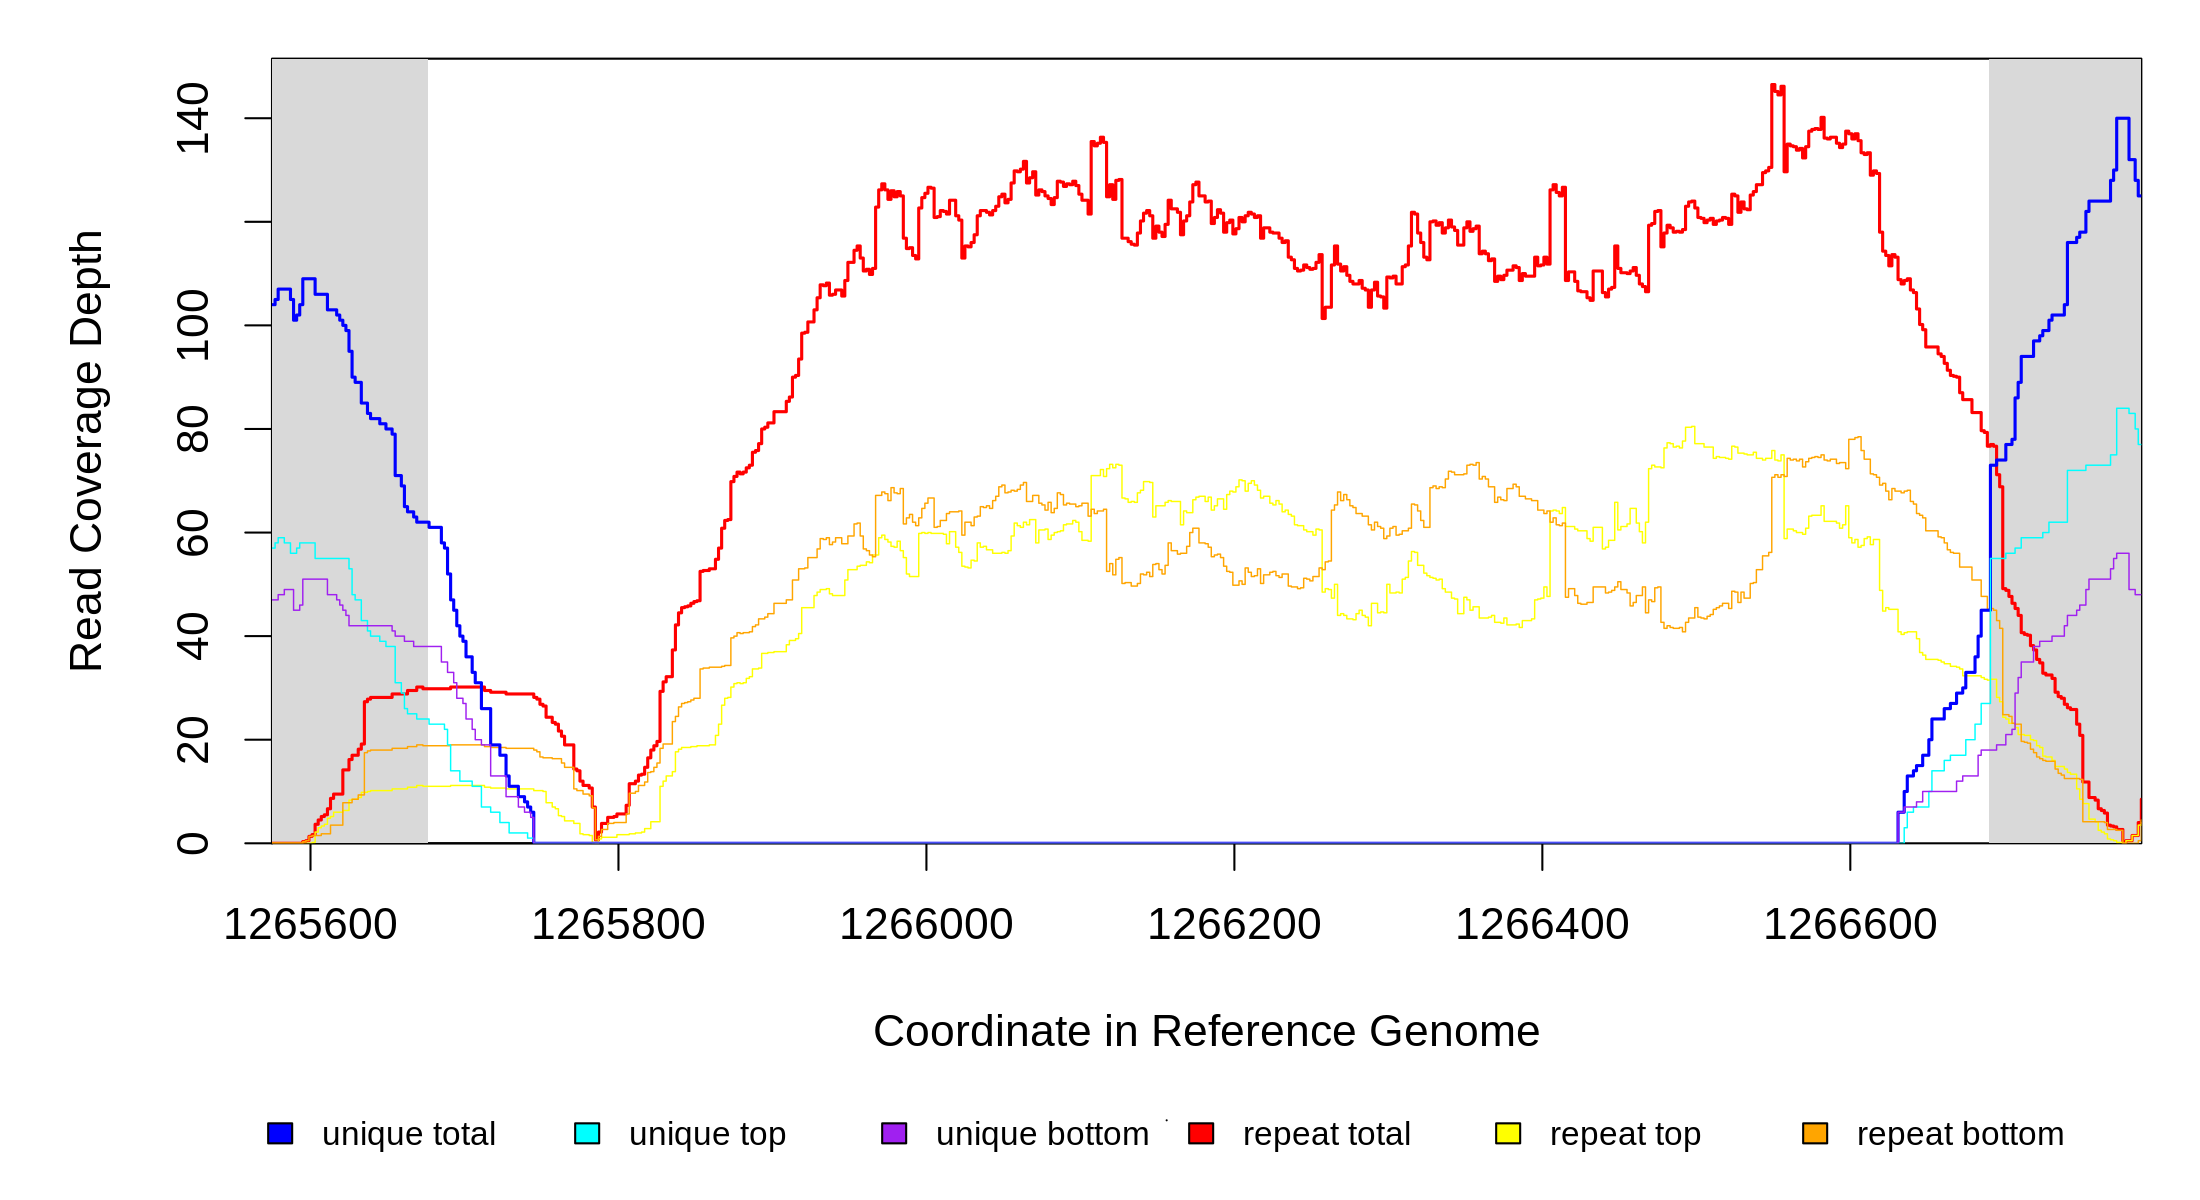 Read Coverage Depth
140
100
80
60
40
20
0
1265600 1265800 1266000 1266200 1266400 1266600
Coordinate in Reference Genome
unique total unique top unique bottom repeat total repeat top repeat bottom